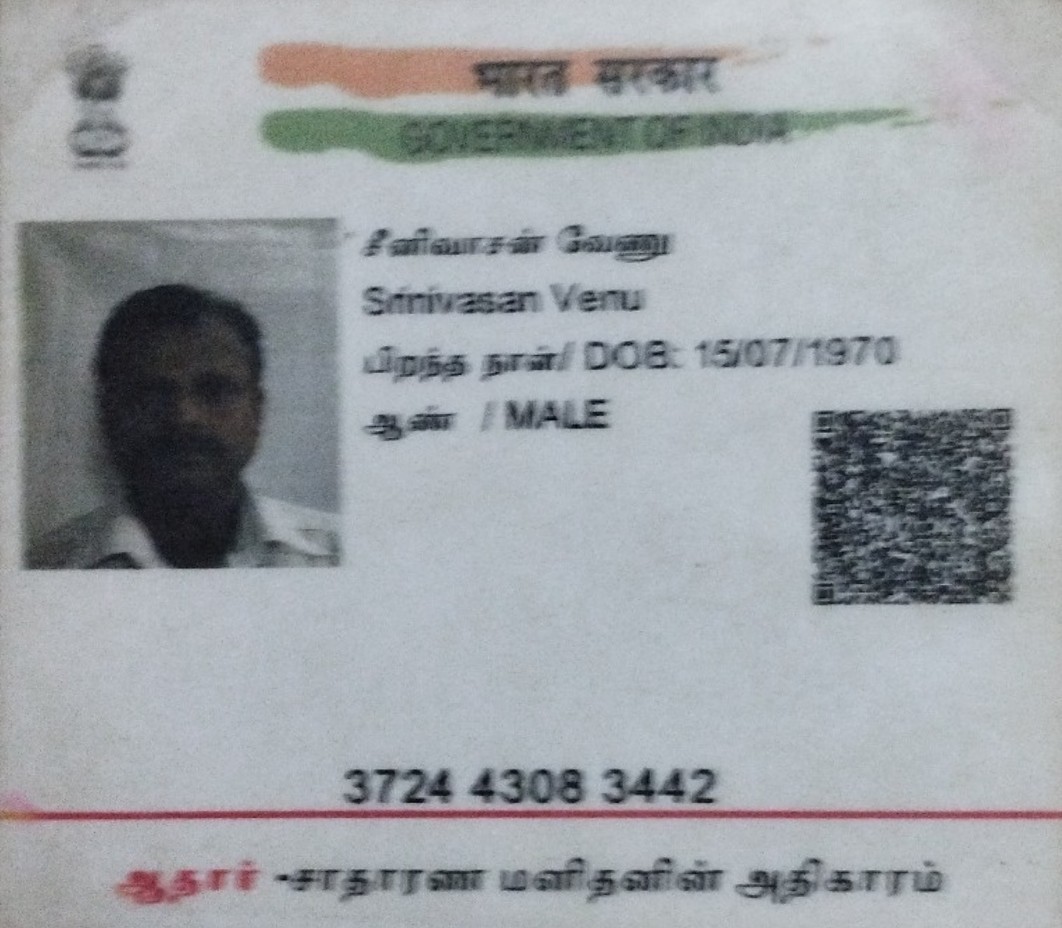 भारत सरकार
GOVERNMENT OF INDIA
சீனிவாசன் வேணு
Srinivasan Venu
பிறந்த நாள்/ DOB: 15/07/1970
ஆண் / MALE
3724 4308 3442
ஆதார் -சாதாரண மனிதனின் அதிகாரம்